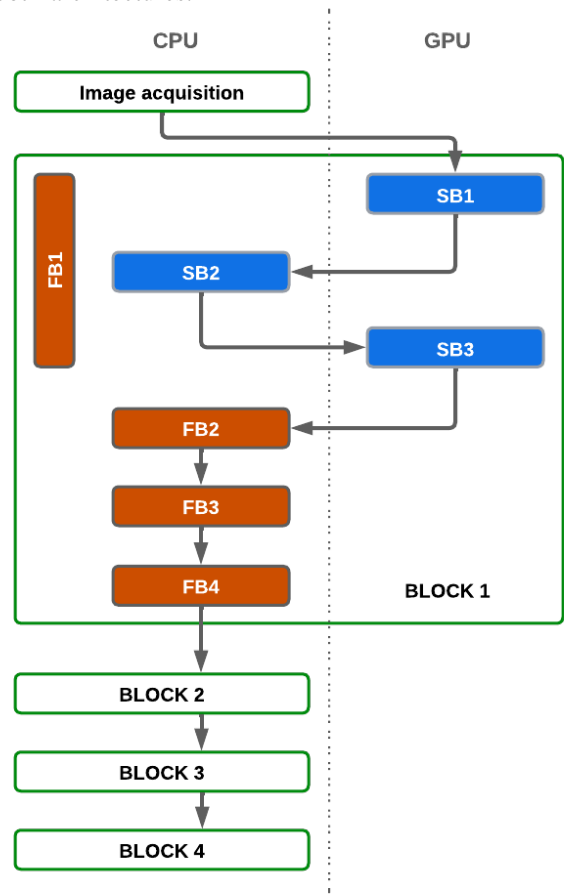 CPU
GPU
Image acquisition
SB1
FB1
SB2
SB3
FB2
FB3
FB4
BLOCK 1
BLOCK 2
BLOCK 3
BLOCK 4